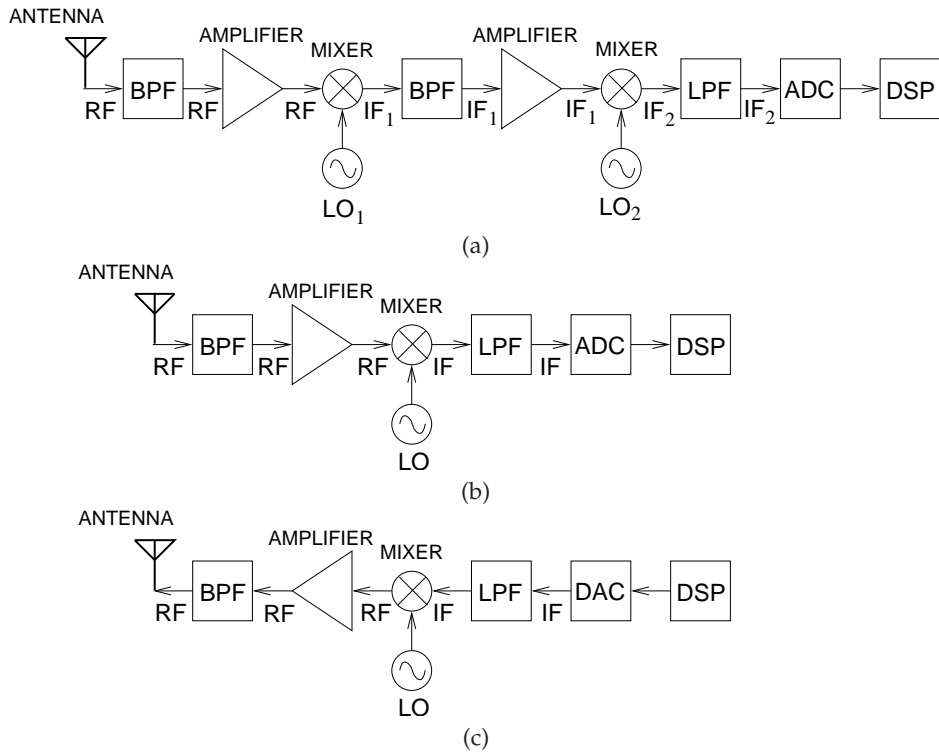 ANTENNA
AMPLIFIER
MIXER
AMPLIFIER
MIXER
BPF
BPF
LPF
ADC
DSP
RF
RF
RF
IF1
IF1
IF1
IF2
IF2
LO1
LO2
(a)
ANTENNA
AMPLIFIER
MIXER
BPF
LPF
ADC
DSP
RF
RF
RF
IF
IF
LO
(b)
ANTENNA
AMPLIFIER
MIXER
BPF
LPF
DAC
DSP
RF
RF
RF
IF
IF
LO
(c)